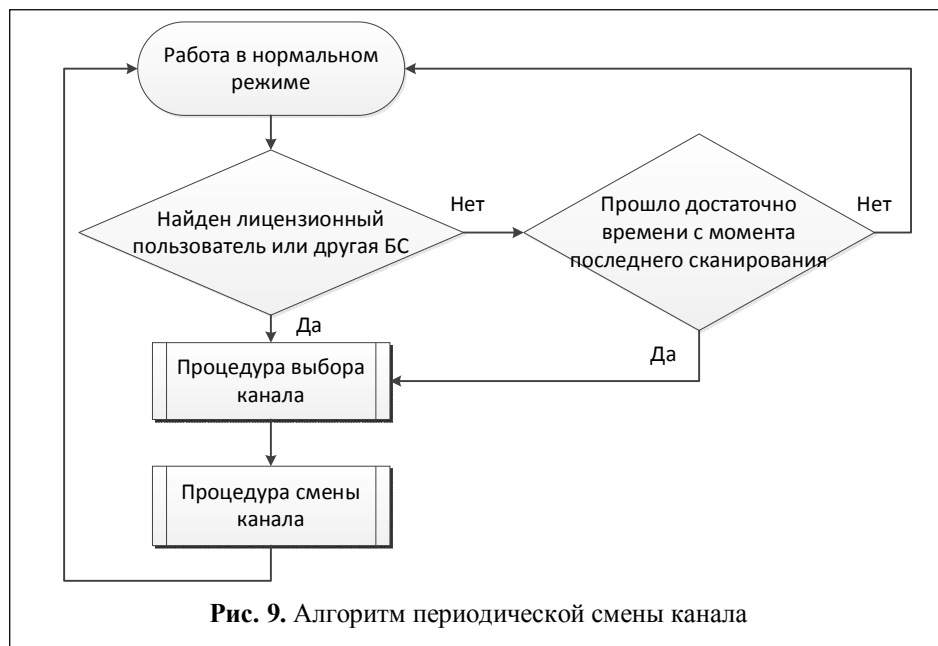 Работа в нормальном
режиме
Найден лицензионный
пользователь или другая БС
Нет
Прошло достаточно
времени с момента
последнего сканирования
Нет
Да
Да
Процедура выбора
канала
Процедура смены
канала
Рис. 9. Алгоритм периодической смены канала